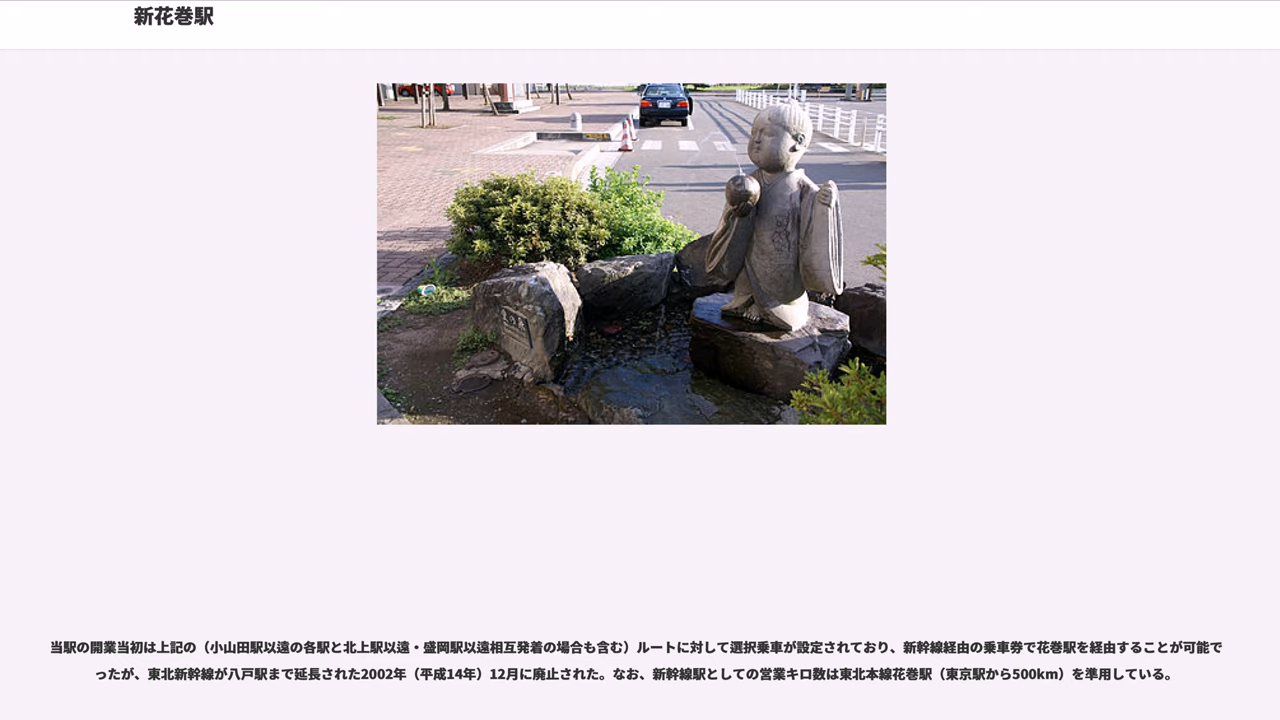 新花巻駅
当駅の開業当初は上記の（小山田駅以遠の各駅と北上駅以遠・盛岡駅以遠相互発着の場合も含む）ルートに対して選択乗車が設定されており、新幹線経由の乗車券で花巻駅を経由することが可能で
ったが、東北新幹線が八戸駅まで延長された2002年（平成14年）12月に廃止された。なお、新幹線駅としての営業キロ数は東北本線花巻駅（東京駅から500km）を準用している。